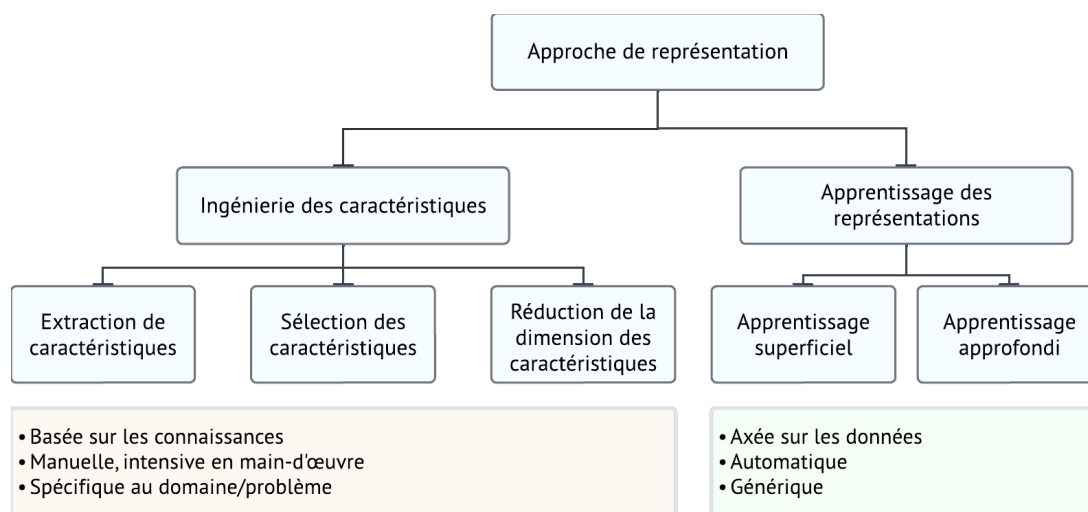 Approche de représentation
Ingénierie des caractéristiques
Apprentissage des
représentations
Extraction de
caractéristiques
Sélection des
caractéristiques
Réduction de la
dimension des
caractéristiques
Apprentissage
superficiel
Apprentissage
approfondi
• Basée sur les connaissances
• Manuelle, intensive en main-d'œuvre
• Spécifique au domaine/problème
• Axée sur les données
• Automatique
• Générique